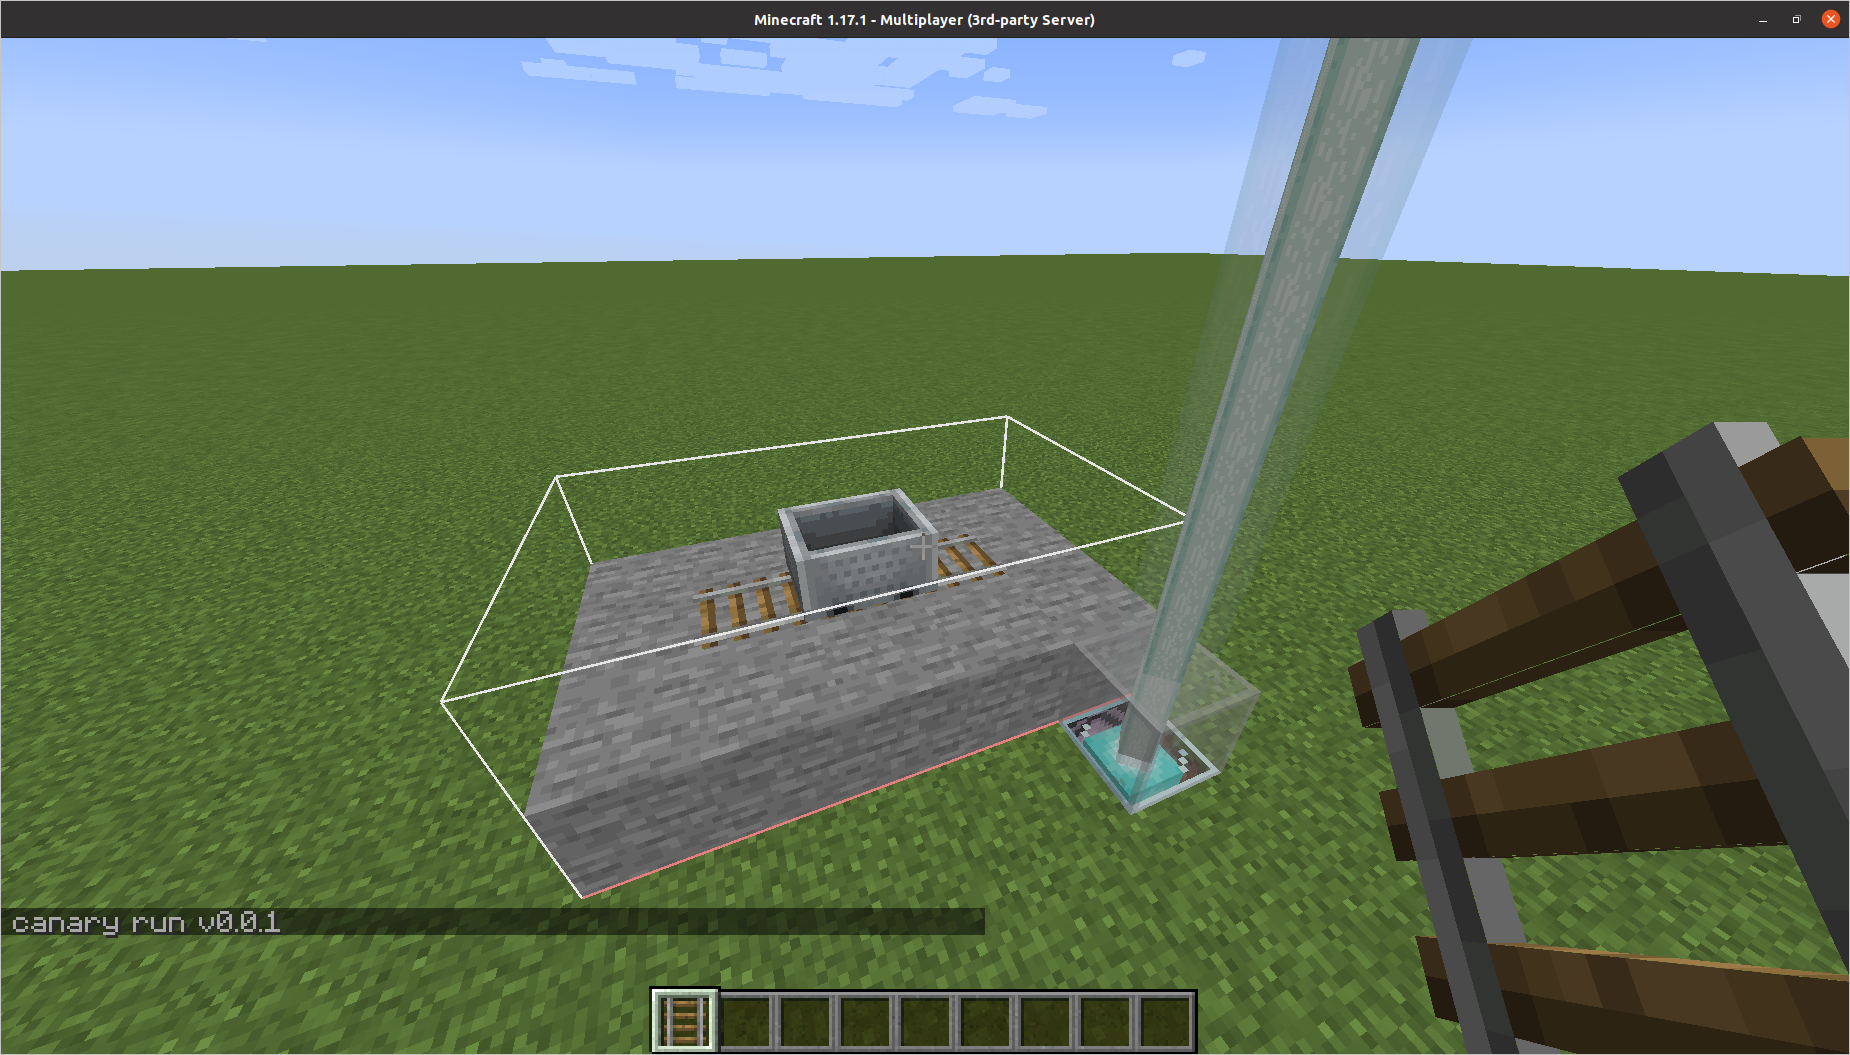 Minecraft 1.17.1 - Multiplayer (3rd-party Server)
canary run v0.0.1